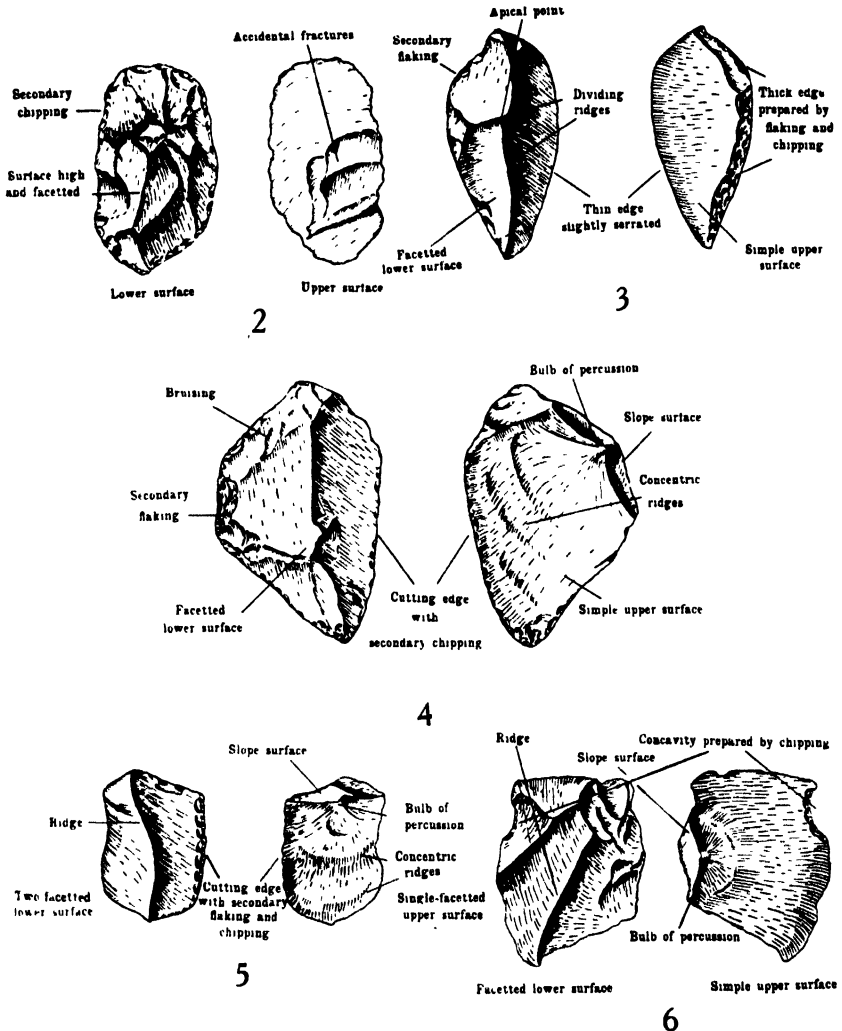 Accidental fractures
Secondary
chipping
Surface high
and facetted
Lower surface
Upper surface
2
Apical point
Secondary
flaking
Dividing
ridges
Thick edge
prepared by
flaking and
chipping
Thin edge
slightly serrated
Facetted
lower surface
Simple upper
surface
3
Bruising
Secondary
flaking
Facetted
lower surface
Cutting edge
with
secondary chipping
Bulb of percussion
Slope surface
Concentric
ridges
Simple upper surface
4
Slope surface
Ridge
Two facetted
lower surface
Cutting edge
with secondary
flaking and
chipping
Bulb of
percussion
Concentric
ridges
Single-facetted
upper surface
5
Ridge
Slope surface
Concavity prepared by chipping
Bulb of percussion
Facetted lower surface
Simple upper surface
6